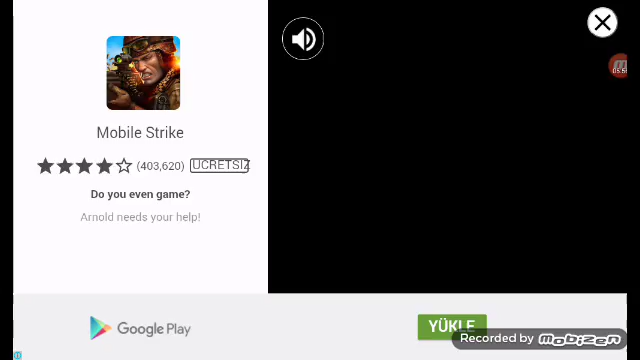 Mobile Strike
(403,620) ÜCRETSİZ
Do you even game?
Arnold needs your help!
Google Play
YÜKLE
Recorded by
MOBIZEN